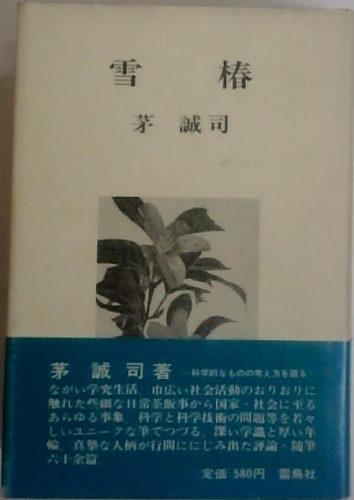 雪 椿
茅 誠司
茅 誠司著 —科学的なものの考え方を語る—
ながい学究生活、巾広い社会活動のおりおりに
触れた些細な日常茶飯事から国家・社会に至る
あらゆる事象、科学と科学技術の問題等を若々
しいユニークな筆でつづる。深い学識と厚い年
輪、真摯な人柄が行間ににじみ出た評論・随筆
六十余篇。
定価 580円 雷鳥社